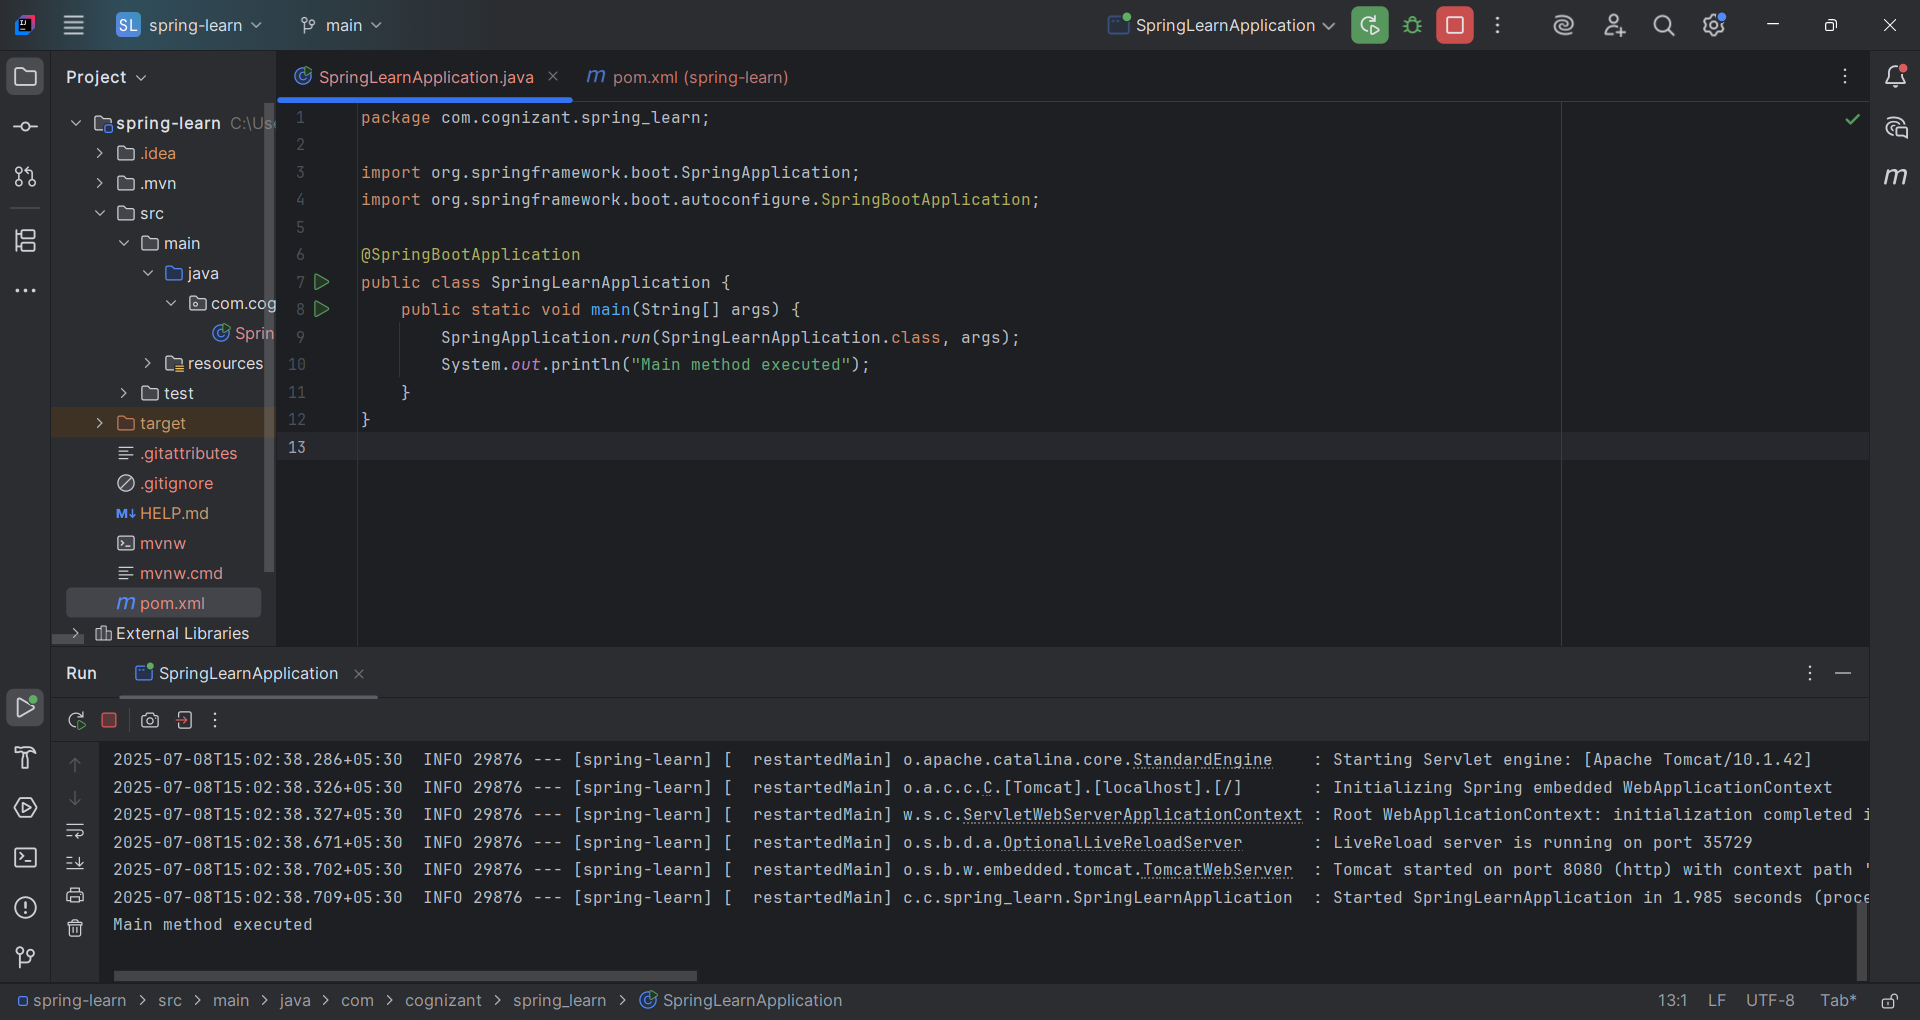 SL spring-learn main SpringLearnApplication
Project
SpringLearnApplication.java pom.xml (spring-learn)
spring-learn C:\Us
.idea
.mvn
src
main
java
com.cog
Sprin
resources
test
target
.gitattributes
.gitignore
HELP.md
mvnw
mvnw.cmd
pom.xml
External Libraries
1 package com.cognizant.spring_learn;
2
3 import org.springframework.boot.SpringApplication;
4 import org.springframework.boot.autoconfigure.SpringBootApplication;
5
6 @SpringBootApplication
7 public class SpringLearnApplication {
8 public static void main(String[] args) {
9 SpringApplication.run(SpringLearnApplication.class, args);
10 System.out.println("Main method executed");
11 }
12 }
13
Run SpringLearnApplication
2025-07-08T15:02:38.286+05:30 INFO 29876 --- [spring-learn] [ restartedMain] o.apache.catalina.core.StandardEngine : Starting Servlet engine: [Apache Tomcat/10.1.42]
2025-07-08T15:02:38.326+05:30 INFO 29876 --- [spring-learn] [ restartedMain] o.a.c.c.C.[Tomcat].[localhost].[/] : Initializing Spring embedded WebApplicationContext
2025-07-08T15:02:38.327+05:30 INFO 29876 --- [spring-learn] [ restartedMain] w.s.c.ServletWebServerApplicationContext : Root WebApplicationContext: initialization completed i
2025-07-08T15:02:38.671+05:30 INFO 29876 --- [spring-learn] [ restartedMain] o.s.b.d.a.OptionalLiveReloadServer : LiveReload server is running on port 35729
2025-07-08T15:02:38.702+05:30 INFO 29876 --- [spring-learn] [ restartedMain] o.s.b.w.embedded.tomcat.TomcatWebServer : Tomcat started on port 8080 (http) with context path '
2025-07-08T15:02:38.709+05:30 INFO 29876 --- [spring-learn] [ restartedMain] c.c.spring_learn.SpringLearnApplication : Started SpringLearnApplication in 1.985 seconds (proce
Main method executed
spring-learn > src > main > java > com > cognizant > spring_learn > SpringLearnApplication 13:1 LF UTF-8 Tab*